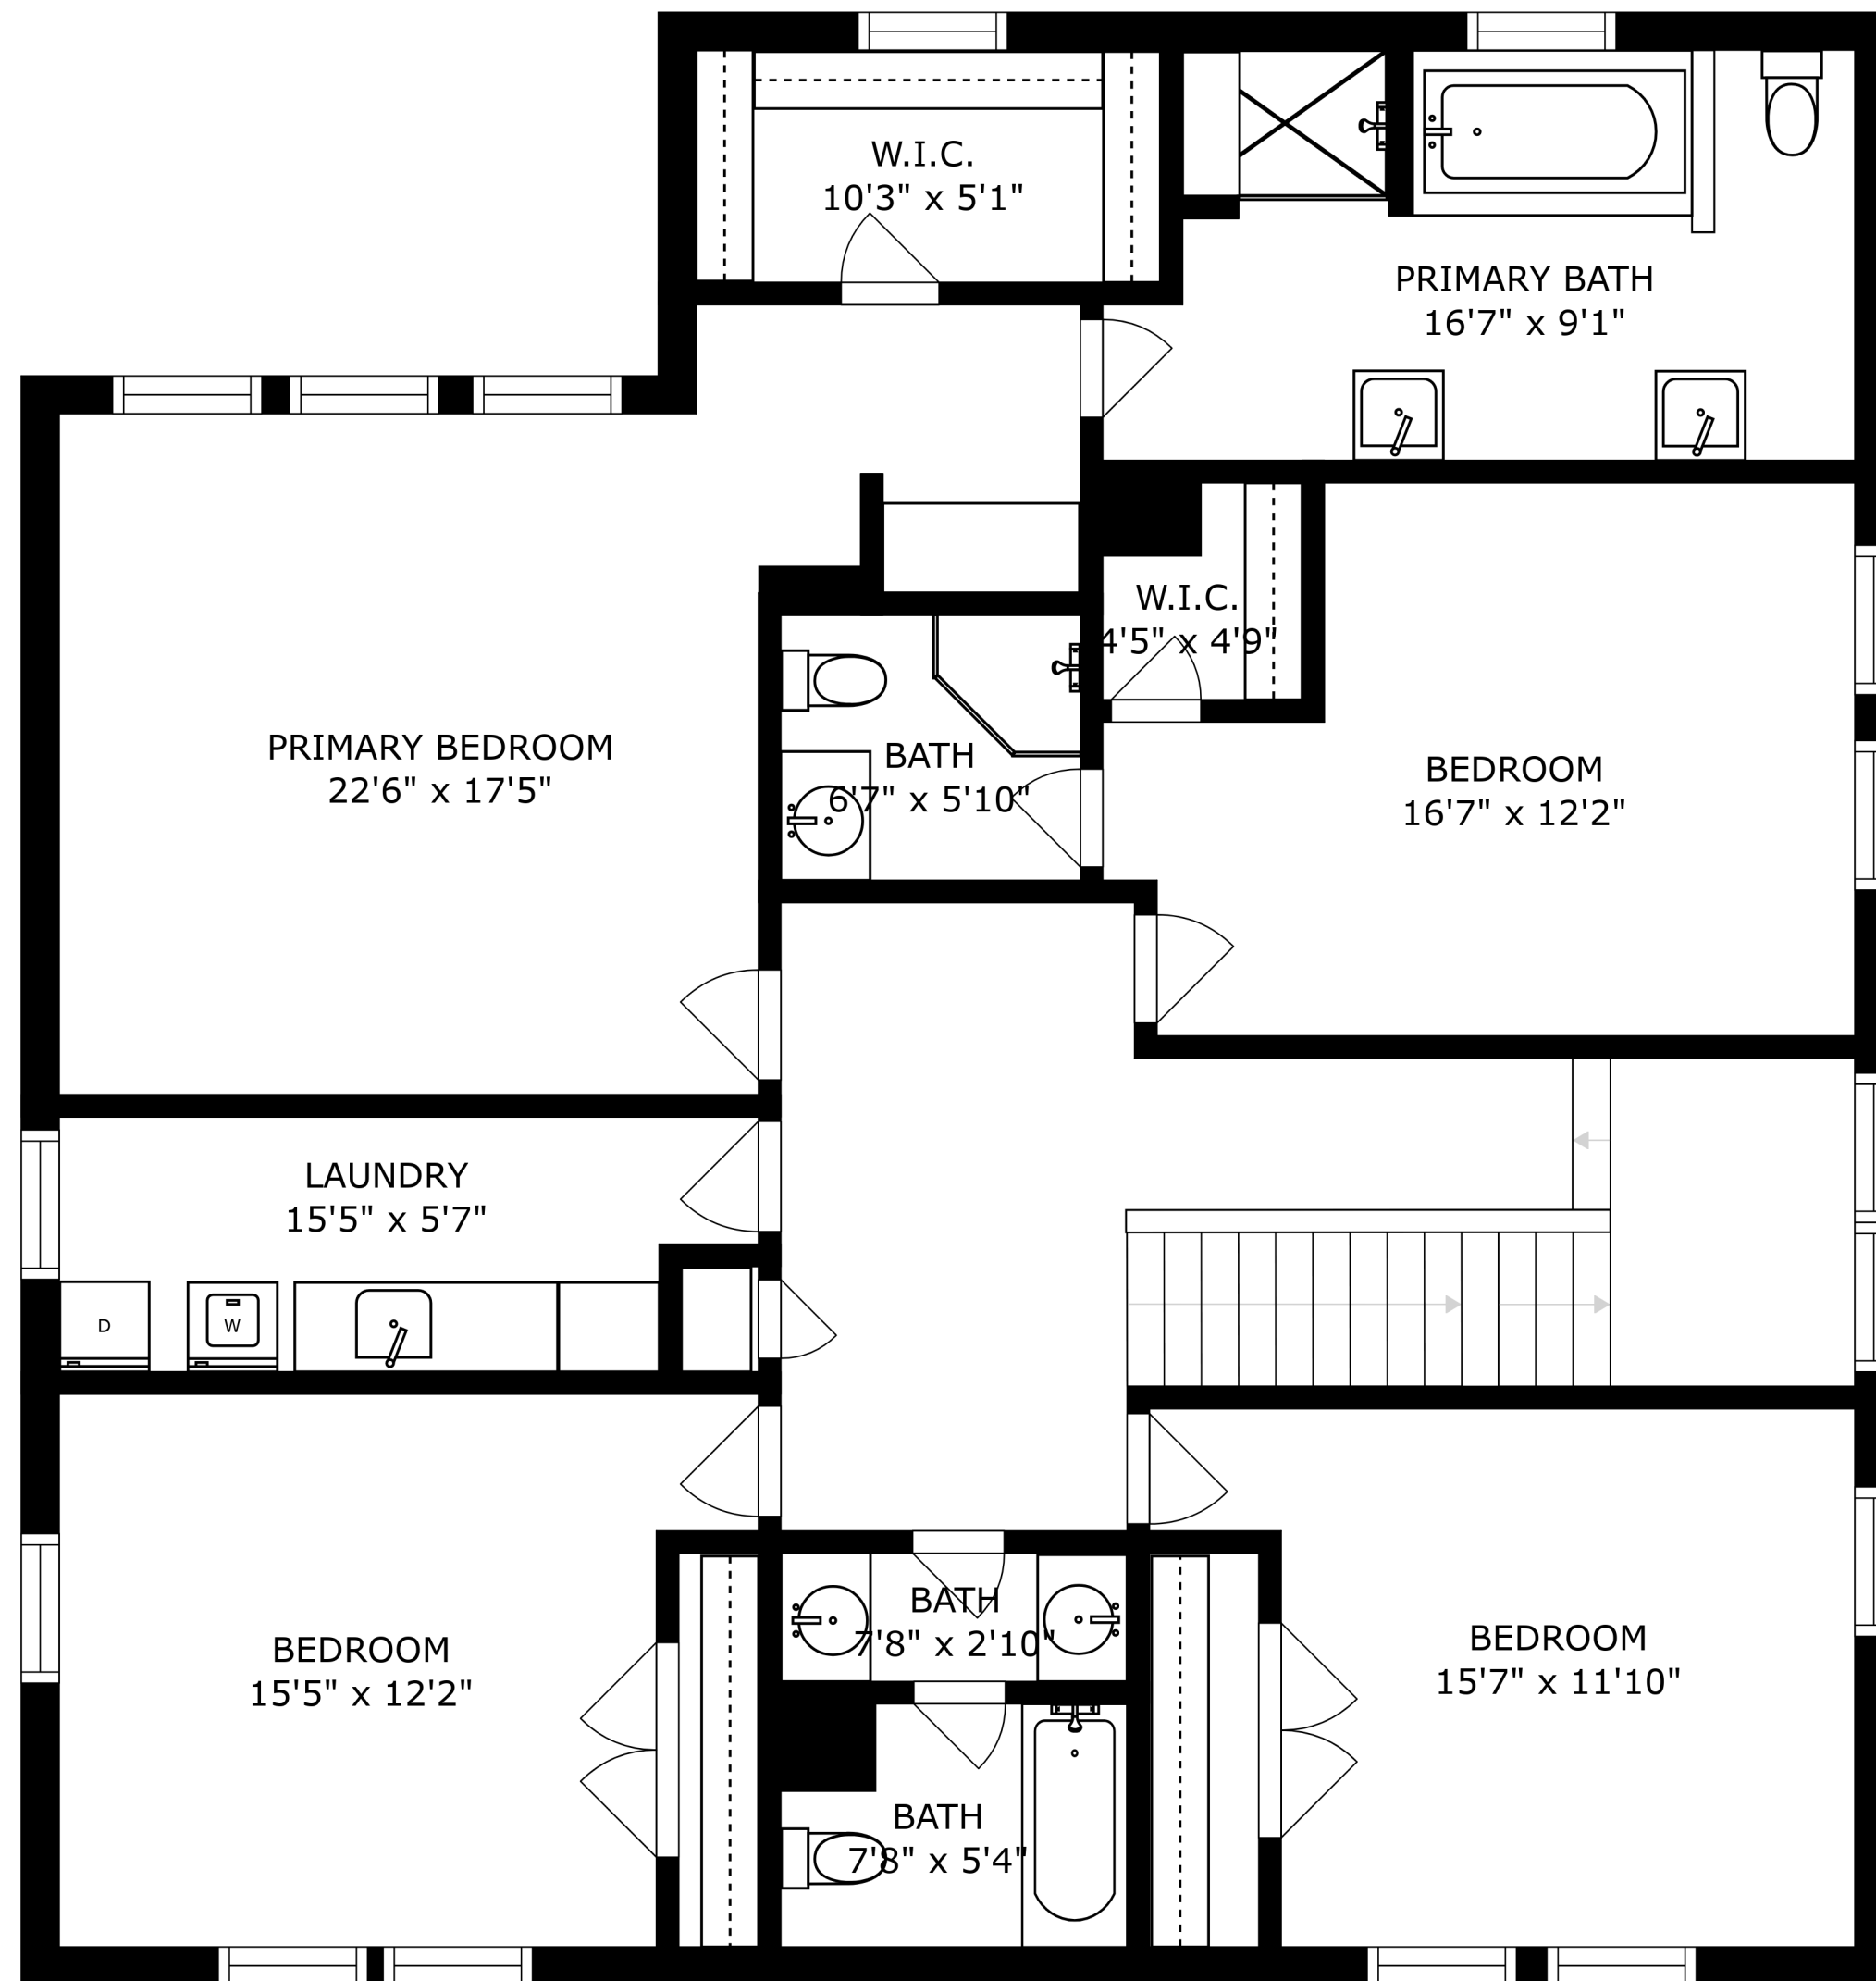 W.I.C.
10'3" x 5'1"
PRIMARY BATH
16'7" x 9'1"
W.I.C.
4'5" x 4'9"
PRIMARY BEDROOM
22'6" x 17'5"
BATH
6'7" x 5'10"
BEDROOM
16'7" x 12'2"
LAUNDRY
15'5" x 5'7"
D
W
BATH
7'8" x 2'10"
BEDROOM
15'5" x 12'2"
BEDROOM
15'7" x 11'10"
BATH
7'8" x 5'4"